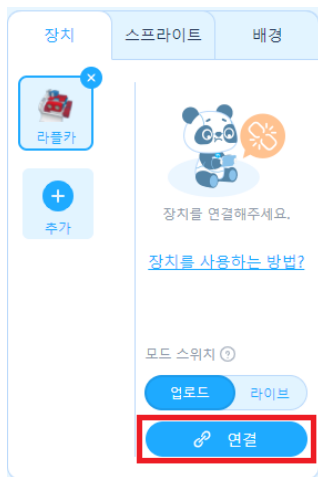 장치 스프라이트 배경
라플카
추가
장치를 연결해주세요.
장치를 사용하는 방법?
모드 스위치 ?
업로드 라이브
연결